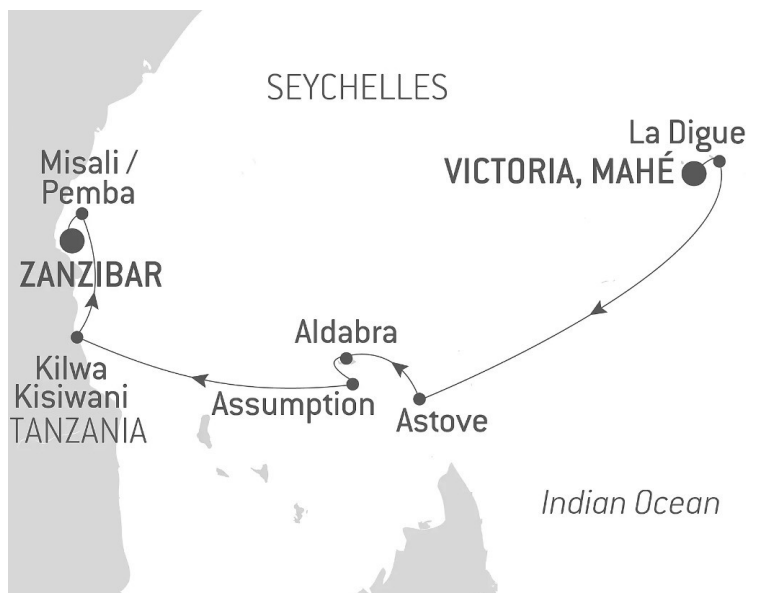 SEYCHELLES
La Digue
VICTORIA, MAHÉ
Misali /
Pemba
ZANZIBAR
Aldabra
Kilwa
Kisiwani
TANZANIA
Assumption
Astove
Indian Ocean